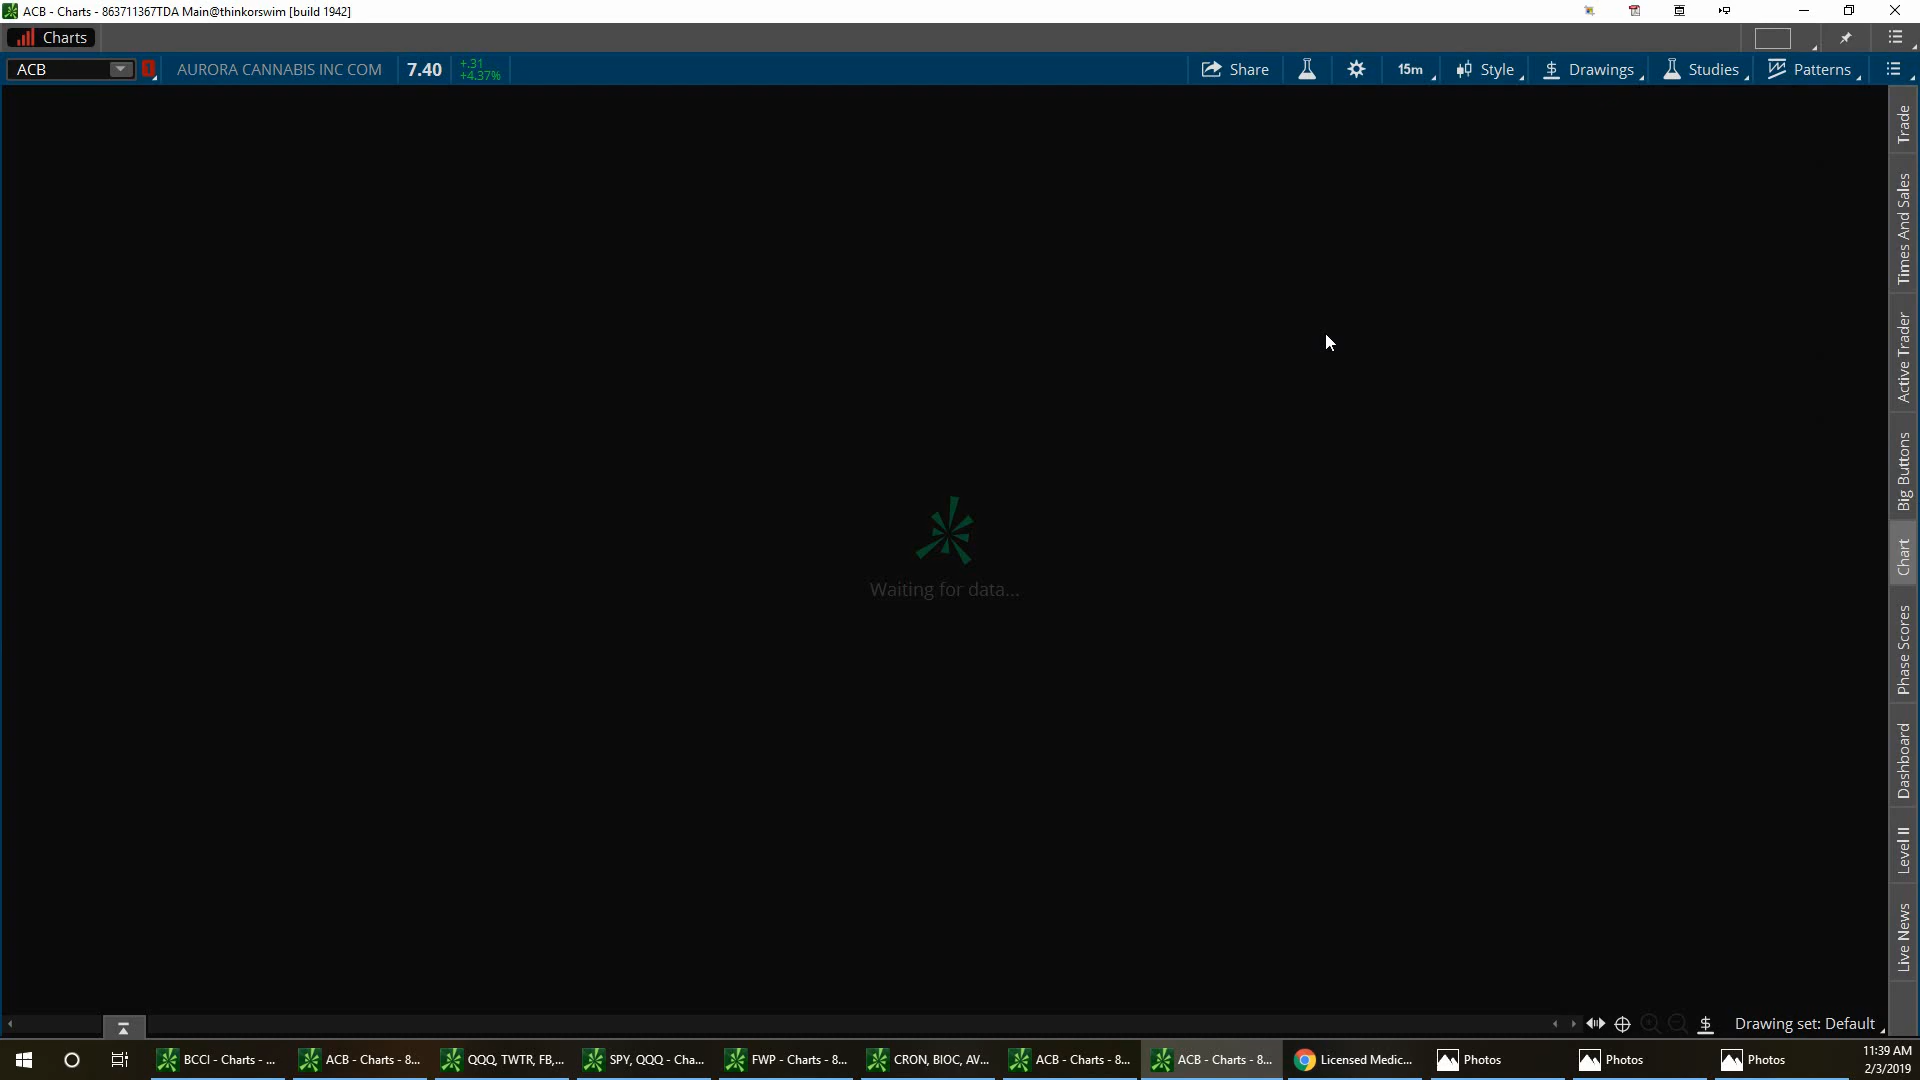 ACB - Charts - 863711367TDA Main@thinkorswim [build 1942]
Charts
ACB
1
AURORA CANNABIS INC COM
7.40
+.31
+4.37%
Share
15m
Style
$ Drawings
Studies
Patterns
Trade
Times And Sales
Active Trader
Big Buttons
Chart
Phase Scores
Dashboard
Level II
Live News
Waiting for data...
$
Drawing set: Default
BCCI - Charts - ...
ACB - Charts - 8...
QQQ, TWTR, FB,...
SPY, QQQ - Cha...
FWP - Charts - 8...
CRON, BIOC, AV...
ACB - Charts - 8...
ACB - Charts - 8...
Licensed Medic...
Photos
Photos
Photos
11:39 AM
2/3/2019